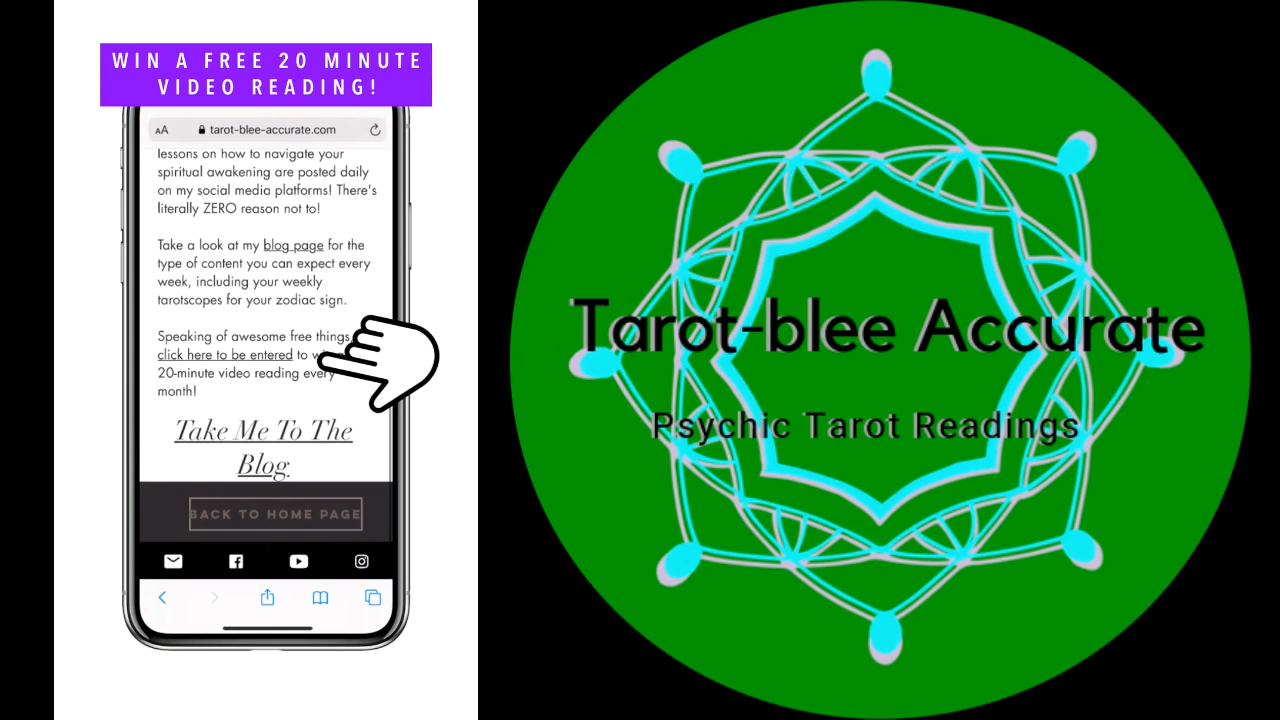 WIN A FREE 20 MINUTE
VIDEO READING!
AA
tarot-blee-accurate.com
lessons on how to navigate your
spiritual awakening are posted daily
on my social media platforms! There's
literally ZERO reason not to!
Take a look at my blog page for the
type of content you can expect every
week, including your weekly
tarotscopes for your zodiac sign.
Speaking of awesome free things,
click here to be entered to
20-minute video reading every
month!
Take Me To The
Blog
BACK TO HOME PAGE
Tarot-blee Accurate
Psychic Tarot Readings